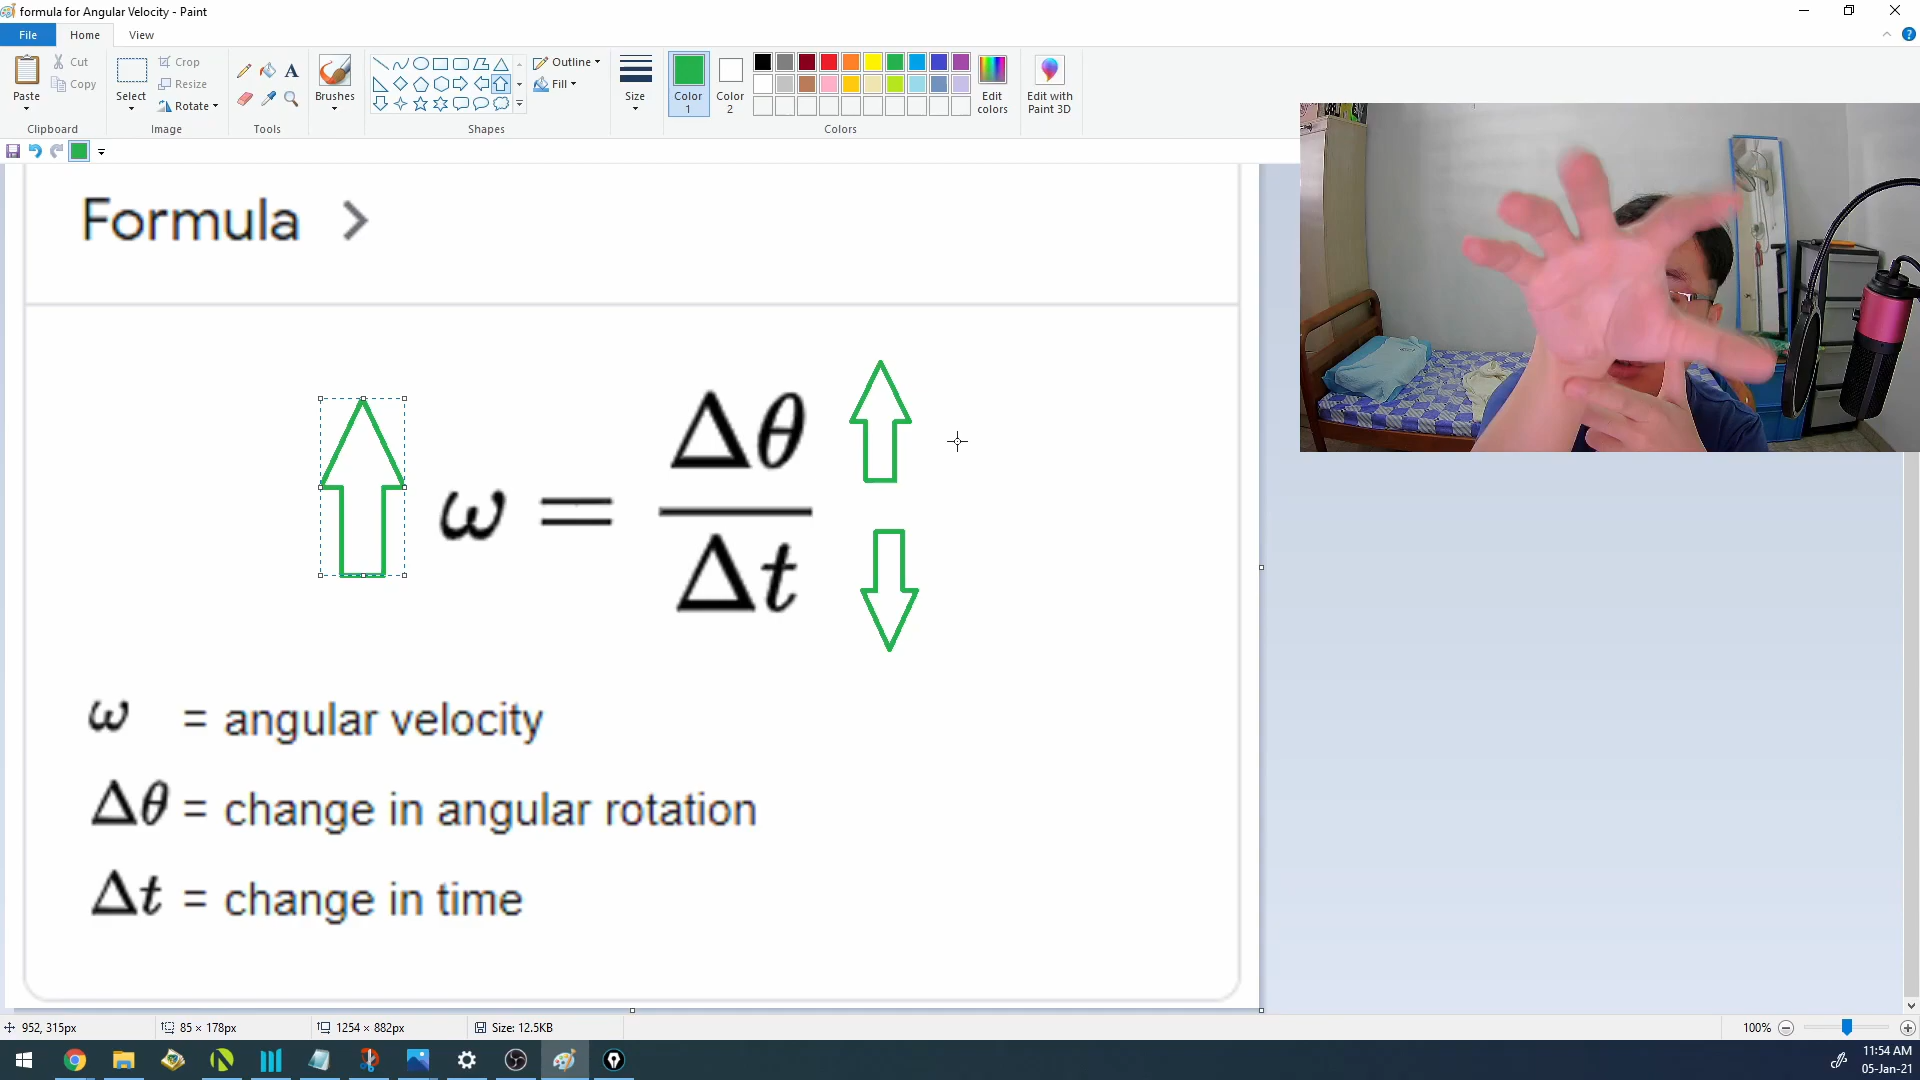 formula for Angular Velocity - Paint
File Home View
Paste
Cut
Copy
Clipboard
Select
Crop
Resize
Rotate
Image
A
Tools
Brushes
Outline
Fill
Shapes
Size
Color 1
Color 2
Edit colors
Colors
Edit with Paint 3D
?
Formula >
ω = Δθ / Δt
ω = angular velocity
Δθ = change in angular rotation
Δt = change in time
952, 315px
85 × 178px
1254 × 882px
Size: 12.5KB
100%
11:54 AM
05-Jan-21